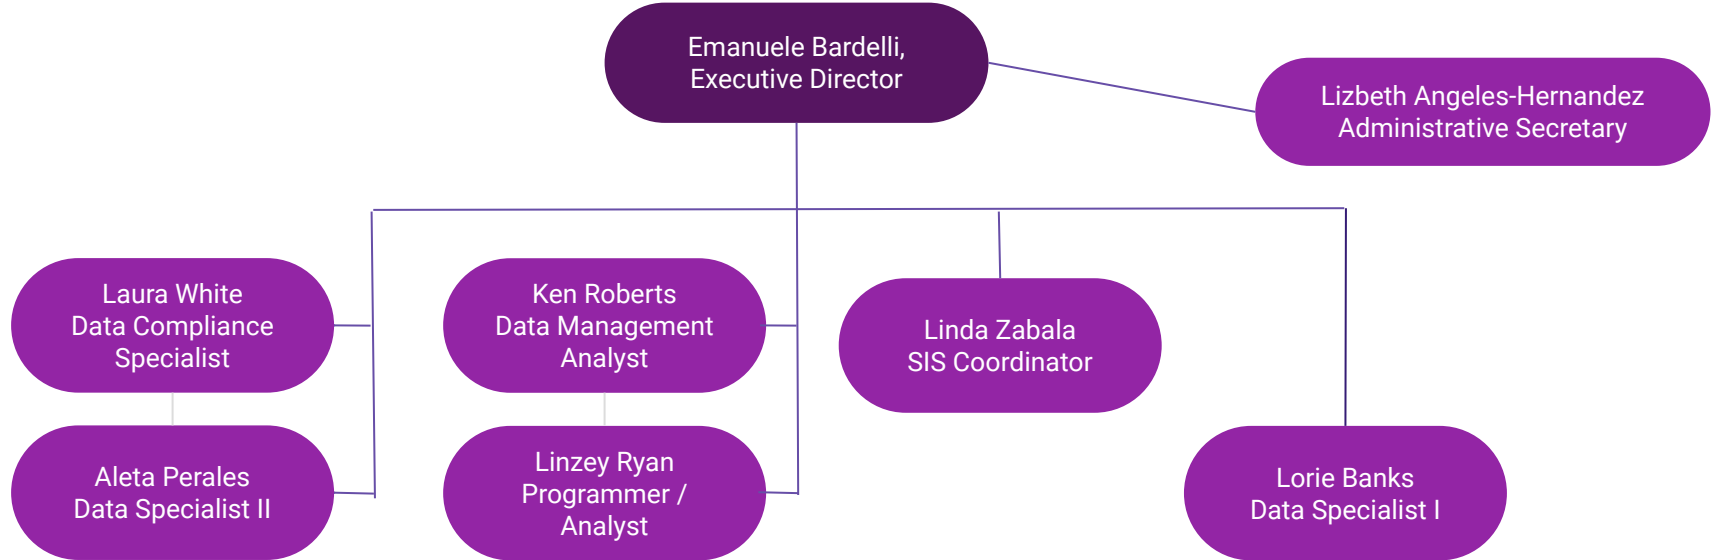 Emanuele Bardelli,
Executive Director
Lizbeth Angeles-Hernandez
Administrative Secretary
Laura White
Data Compliance
Specialist
Ken Roberts
Data Management
Analyst
Linda Zabala
SIS Coordinator
Aleta Perales
Data Specialist II
Linzey Ryan
Programmer /
Analyst
Lorie Banks
Data Specialist I